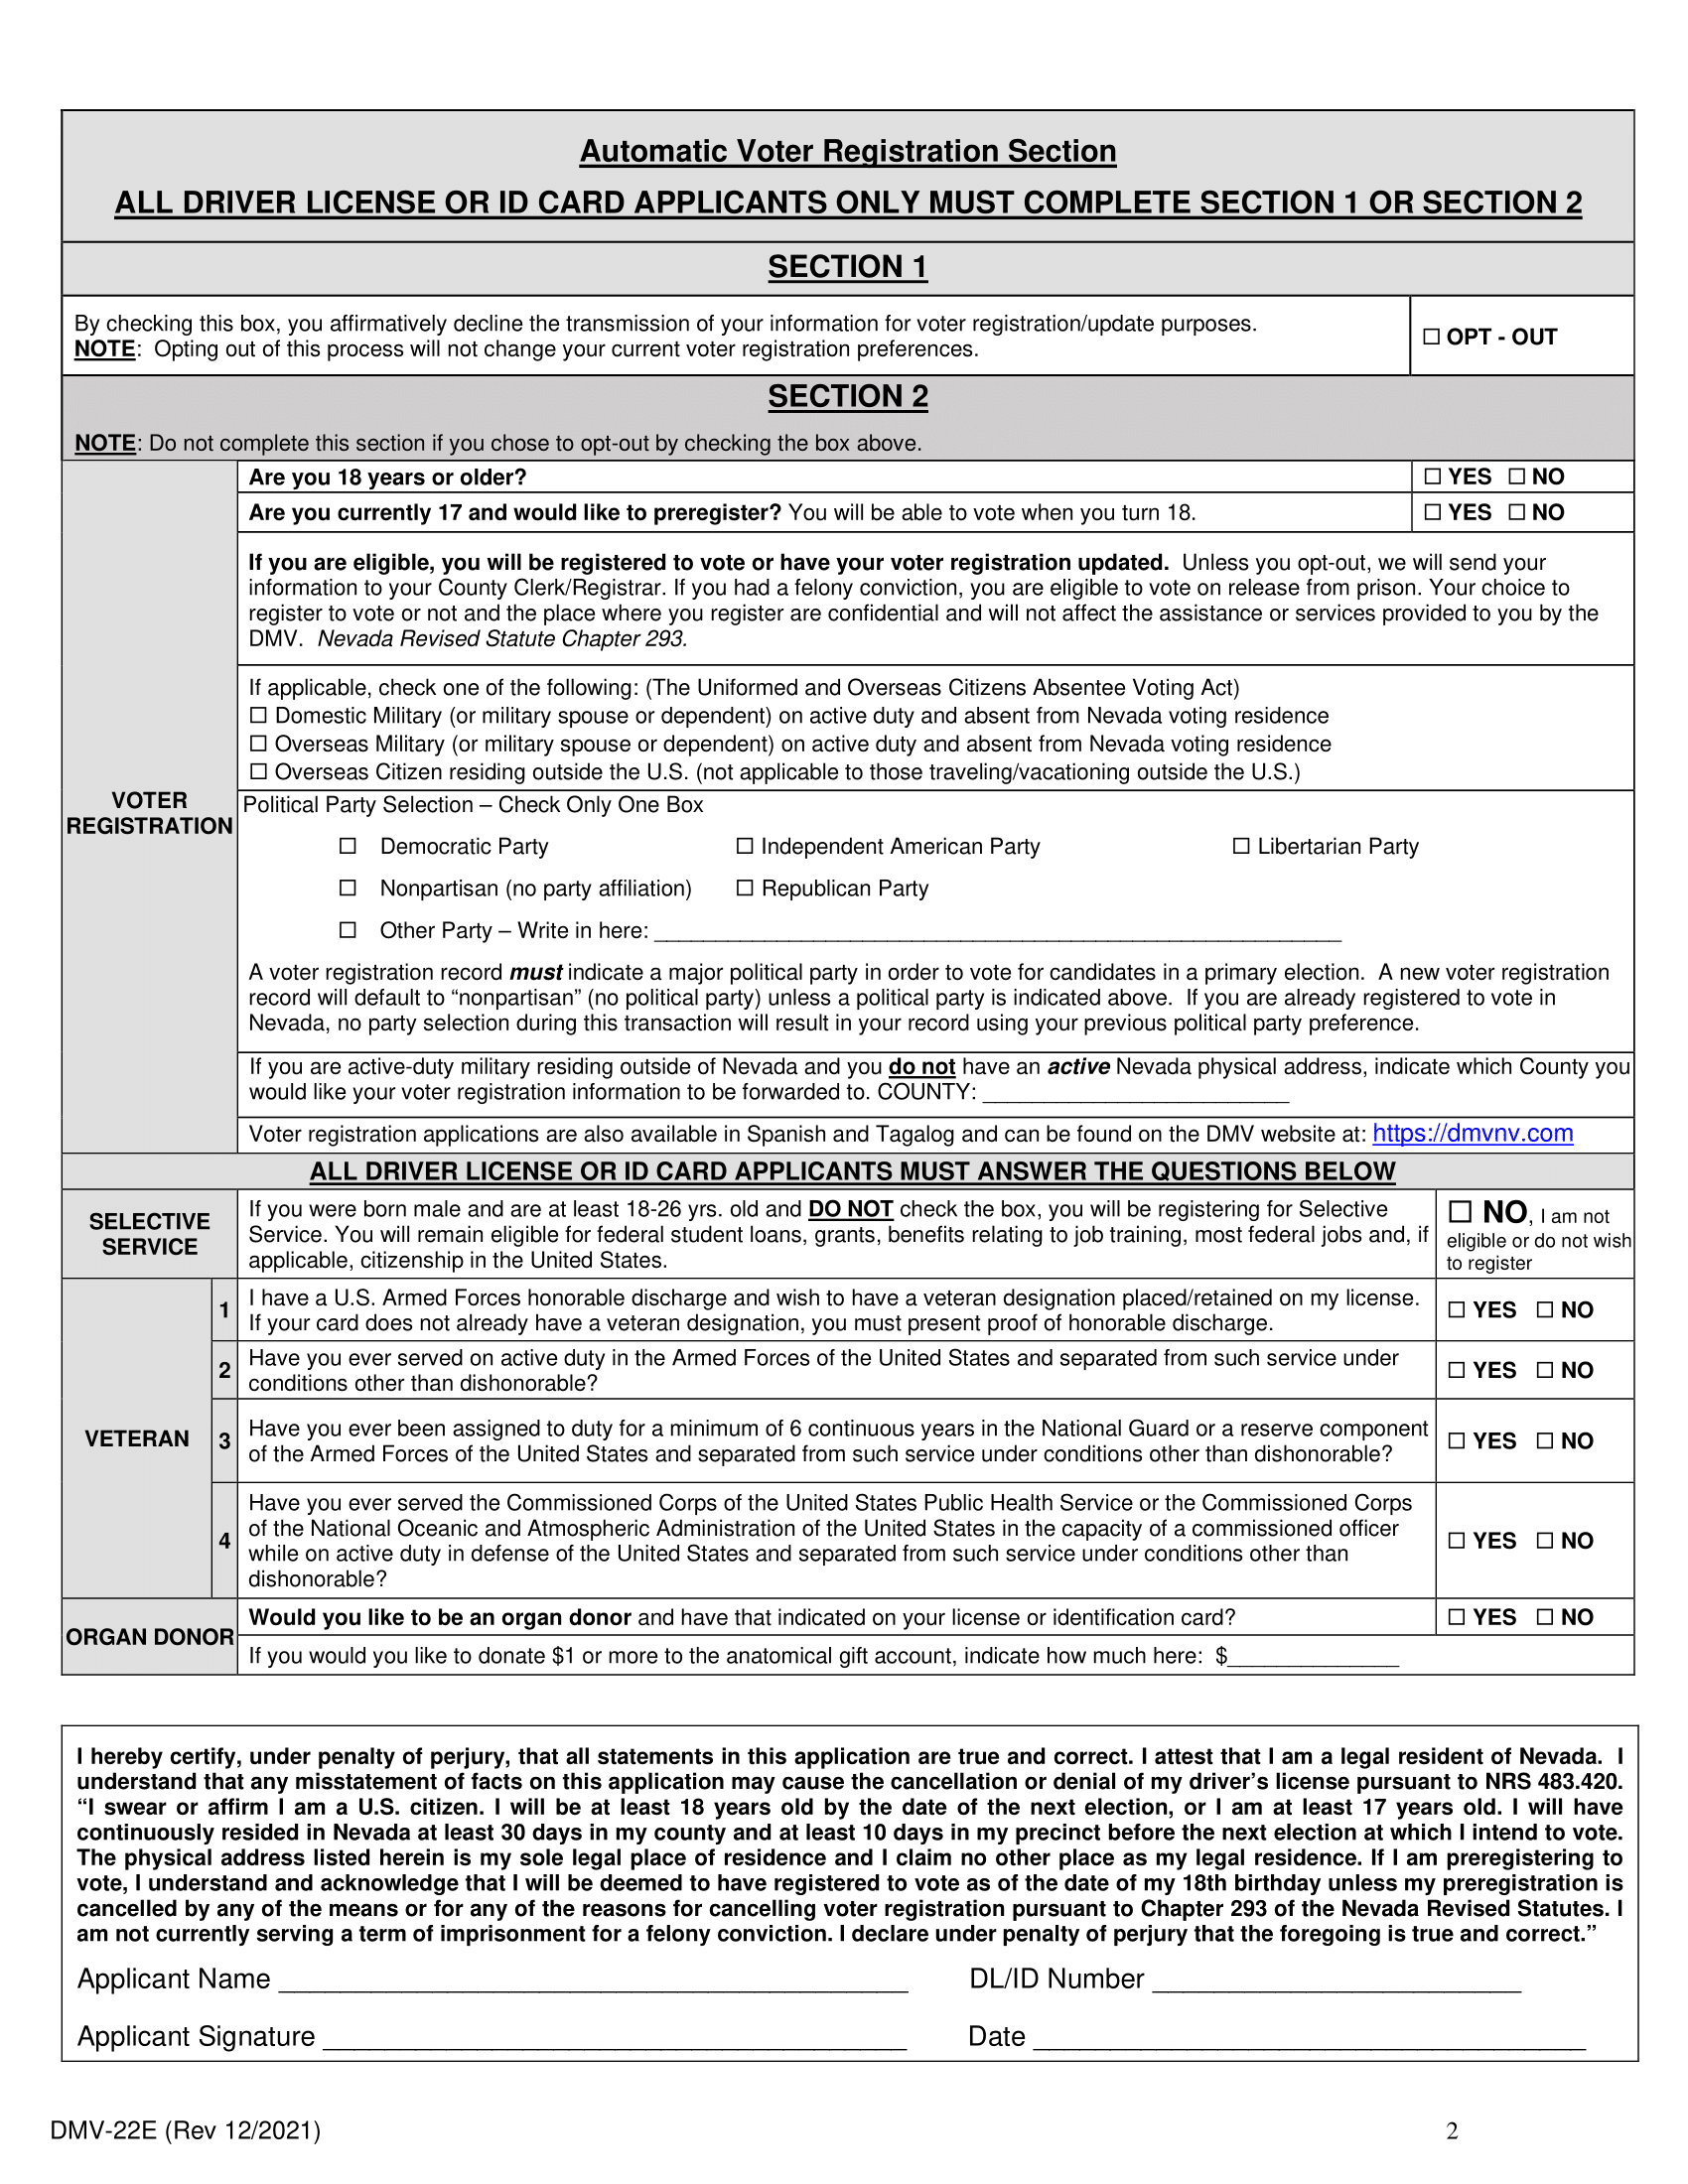 Automatic Voter Registration Section
ALL DRIVER LICENSE OR ID CARD APPLICANTS ONLY MUST COMPLETE SECTION 1 OR SECTION 2
SECTION 1
By checking this box, you affirmatively decline the transmission of your information for voter registration/update purposes.
NOTE: Opting out of this process will not change your current voter registration preferences.
☐ OPT - OUT
SECTION 2
NOTE: Do not complete this section if you chose to opt-out by checking the box above.
VOTER
REGISTRATION
Are you 18 years or older? ☐ YES ☐ NO
Are you currently 17 and would like to preregister? You will be able to vote when you turn 18. ☐ YES ☐ NO
If you are eligible, you will be registered to vote or have your voter registration updated. Unless you opt-out, we will send your
information to your County Clerk/Registrar. If you had a felony conviction, you are eligible to vote on release from prison. Your choice to
register to vote or not and the place where you register are confidential and will not affect the assistance or services provided to you by the
DMV. Nevada Revised Statute Chapter 293.
If applicable, check one of the following: (The Uniformed and Overseas Citizens Absentee Voting Act)
☐ Domestic Military (or military spouse or dependent) on active duty and absent from Nevada voting residence
☐ Overseas Military (or military spouse or dependent) on active duty and absent from Nevada voting residence
☐ Overseas Citizen residing outside the U.S. (not applicable to those traveling/vacationing outside the U.S.)
Political Party Selection – Check Only One Box
☐ Democratic Party ☐ Independent American Party ☐ Libertarian Party
☐ Nonpartisan (no party affiliation) ☐ Republican Party
☐ Other Party – Write in here: ____________________
A voter registration record must indicate a major political party in order to vote for candidates in a primary election. A new voter registration
record will default to “nonpartisan” (no political party) unless a political party is indicated above. If you are already registered to vote in
Nevada, no party selection during this transaction will result in your record using your previous political party preference.
If you are active-duty military residing outside of Nevada and you do not have an active Nevada physical address, indicate which County you
would like your voter registration information to be forwarded to. COUNTY: ____________________
Voter registration applications are also available in Spanish and Tagalog and can be found on the DMV website at: https://dmvnv.com
ALL DRIVER LICENSE OR ID CARD APPLICANTS MUST ANSWER THE QUESTIONS BELOW
SELECTIVE
SERVICE
If you were born male and are at least 18-26 yrs. old and DO NOT check the box, you will be registering for Selective
Service. You will remain eligible for federal student loans, grants, benefits relating to job training, most federal jobs and, if
applicable, citizenship in the United States.
☐ NO, I am not
eligible or do not wish
to register
VETERAN
1
I have a U.S. Armed Forces honorable discharge and wish to have a veteran designation placed/retained on my license.
If your card does not already have a veteran designation, you must present proof of honorable discharge.
☐ YES ☐ NO
2
Have you ever served on active duty in the Armed Forces of the United States and separated from such service under
conditions other than dishonorable?
☐ YES ☐ NO
3
Have you ever been assigned to duty for a minimum of 6 continuous years in the National Guard or a reserve component
of the Armed Forces of the United States and separated from such service under conditions other than dishonorable?
☐ YES ☐ NO
4
Have you ever served the Commissioned Corps of the United States Public Health Service or the Commissioned Corps
of the National Oceanic and Atmospheric Administration of the United States in the capacity of a commissioned officer
while on active duty in defense of the United States and separated from such service under conditions other than
dishonorable?
☐ YES ☐ NO
ORGAN DONOR
Would you like to be an organ donor and have that indicated on your license or identification card? ☐ YES ☐ NO
If you would you like to donate $1 or more to the anatomical gift account, indicate how much here: $______________
I hereby certify, under penalty of perjury, that all statements in this application are true and correct. I attest that I am a legal resident of Nevada. I
understand that any misstatement of facts on this application may cause the cancellation or denial of my driver’s license pursuant to NRS 483.420.
“I swear or affirm I am a U.S. citizen. I will be at least 18 years old by the date of the next election, or I am at least 17 years old. I will have
continuously resided in Nevada at least 30 days in my county and at least 10 days in my precinct before the next election at which I intend to vote.
The physical address listed herein is my sole legal place of residence and I claim no other place as my legal residence. If I am preregistering to
vote, I understand and acknowledge that I will be deemed to have registered to vote as of the date of my 18th birthday unless my preregistration is
cancelled by any of the means or for any of the reasons for cancelling voter registration pursuant to Chapter 293 of the Nevada Revised Statutes. I
am not currently serving a term of imprisonment for a felony conviction. I declare under penalty of perjury that the foregoing is true and correct.”
Applicant Name ____________________ DL/ID Number ____________________
Applicant Signature ____________________ Date ____________________
DMV-22E (Rev 12/2021) 2